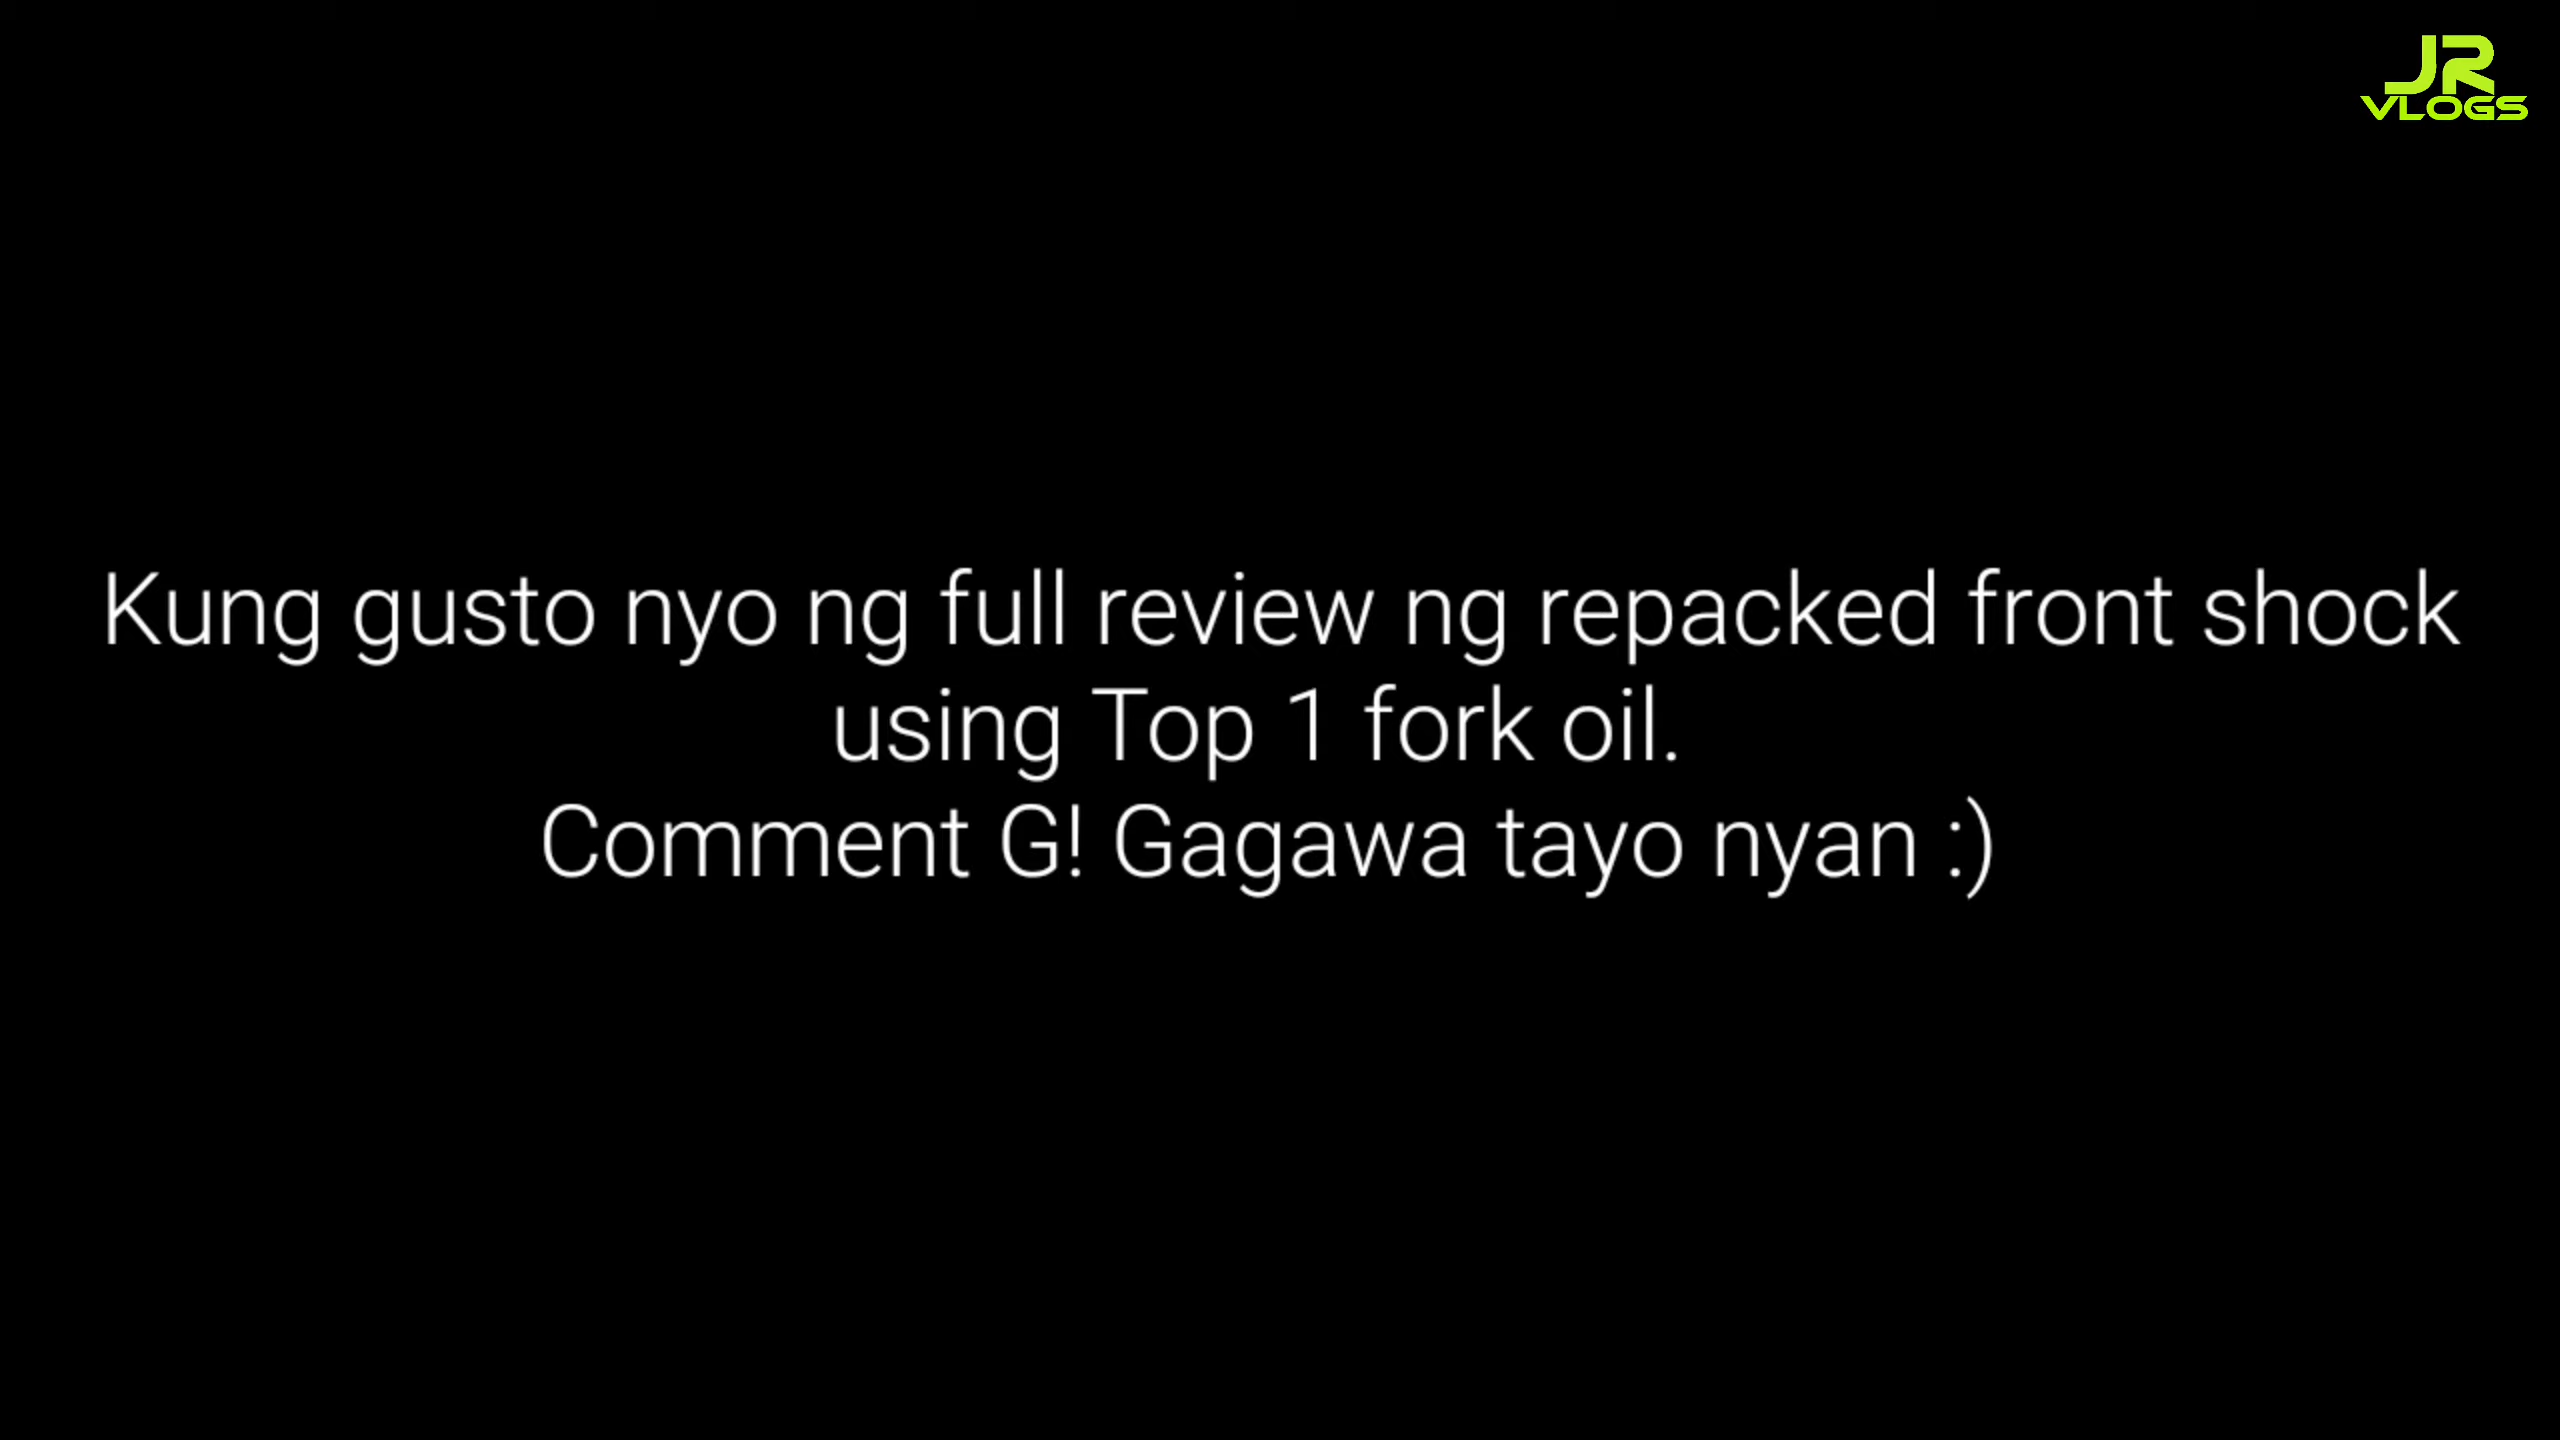 JR
VLOGS
Kung gusto nyo ng full review ng repacked front shock
using Top 1 fork oil.
Comment G! Gagawa tayo nyan :)